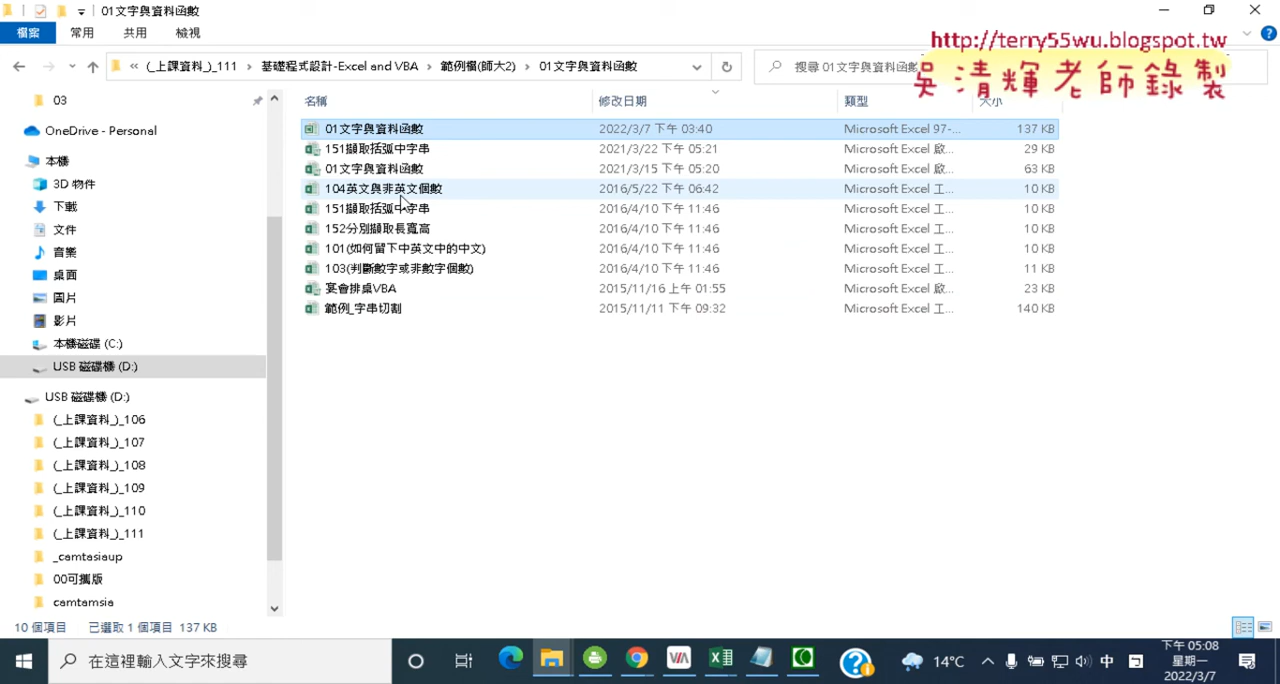 01文字與資料函數
檔案 常用 共用 檢視
http://terry55wu.blogspot.tw
« (_上課資料_)_111 › 基礎程式設計-Excel and VBA › 範例檔(師大2) › 01文字與資料函數
搜尋 01文字與資料函數
吳清輝老師錄製
名稱 修改日期 類型 大小
03
OneDrive - Personal
本機
3D 物件
下載
文件
音樂
桌面
圖片
影片
本機磁碟 (C:)
USB 磁碟機 (D:)
USB 磁碟機 (D:)
(_上課資料_)_106
(_上課資料_)_107
(_上課資料_)_108
(_上課資料_)_109
(_上課資料_)_110
(_上課資料_)_111
_camtasiaup
00可攜版
camtamsia
01文字與資料函數 2022/3/7 下午 03:40 Microsoft Excel 97-... 137 KB
151擷取括弧中字串 2021/3/22 下午 05:21 Microsoft Excel 啟... 29 KB
01文字與資料函數 2021/3/15 下午 05:20 Microsoft Excel 啟... 63 KB
104英文與非英文個數 2016/5/22 下午 06:42 Microsoft Excel 工... 10 KB
151擷取括弧中字串 2016/4/10 下午 11:46 Microsoft Excel 工... 10 KB
152分別擷取長寬高 2016/4/10 下午 11:46 Microsoft Excel 工... 10 KB
101(如何留下中英文中的中文) 2016/4/10 下午 11:46 Microsoft Excel 工... 10 KB
103(判斷數字或非數字個數) 2016/4/10 下午 11:46 Microsoft Excel 工... 11 KB
宴會排桌VBA 2015/11/16 上午 01:55 Microsoft Excel 啟... 23 KB
範例_字串切割 2015/11/11 下午 09:32 Microsoft Excel 工... 140 KB
10 個項目 已選取 1 個項目 137 KB
在這裡輸入文字來搜尋
14°C
中
下午 05:08
星期一
2022/3/7